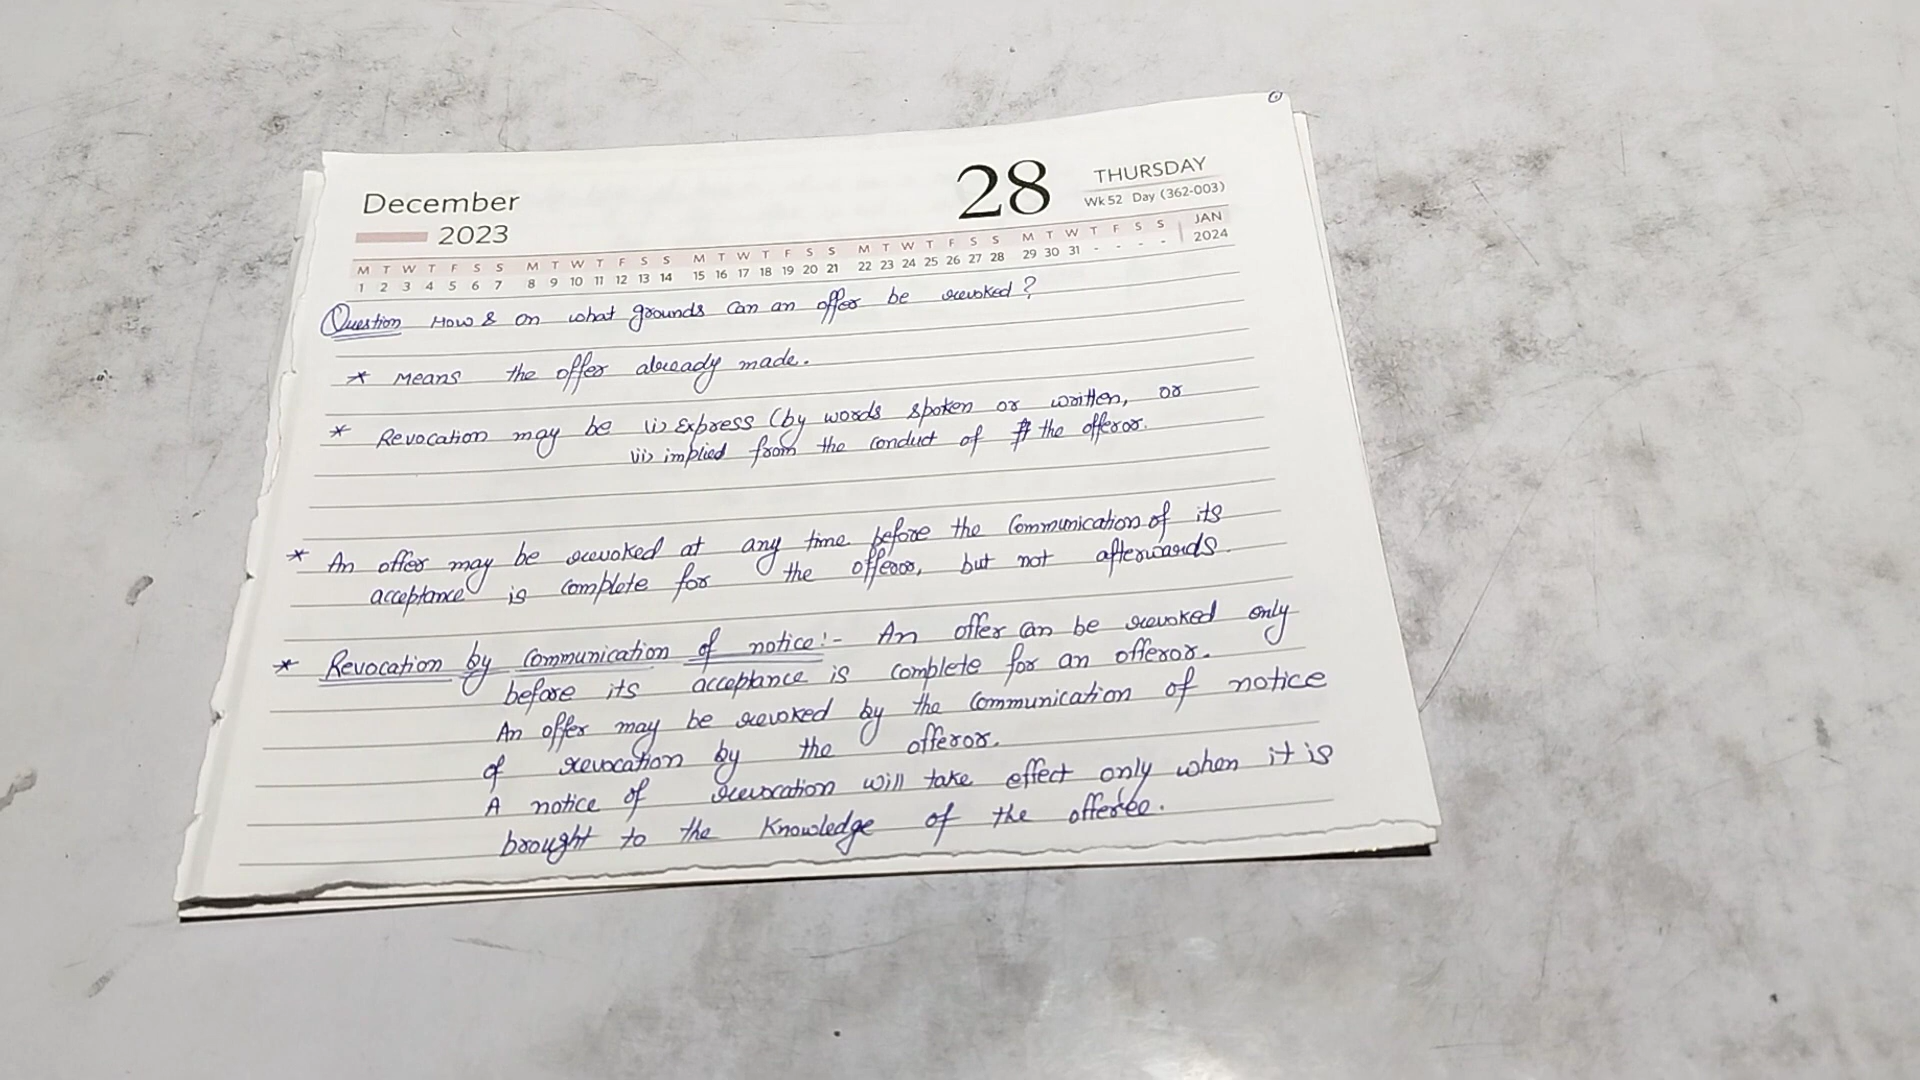 December
2023
28
THURSDAY
Wk 52 Day (362-003)
M T W T F S S M T W T F S S M T W T F S S M T W T F S S M T W T F S S JAN
1 2 3 4 5 6 7 8 9 10 11 12 13 14 15 16 17 18 19 20 21 22 23 24 25 26 27 28 29 30 31 - - - - 2024
Question How & on what grounds can an offer be revoked?
* Means the offer already made.
* Revocation may be (i) Express (by words spoken or written, or
(ii) implied from the conduct of the offeror.
* An offer may be revoked at any time before the communication of its
acceptance is complete for the offeror, but not afterwards.
* Revocation by communication of notice:- An offer can be revoked only
before its acceptance is complete for an offeror.
An offer may be revoked by the communication of notice
of revocation by the offeror.
A notice of revocation will take effect only when it is
brought to the knowledge of the offeree.